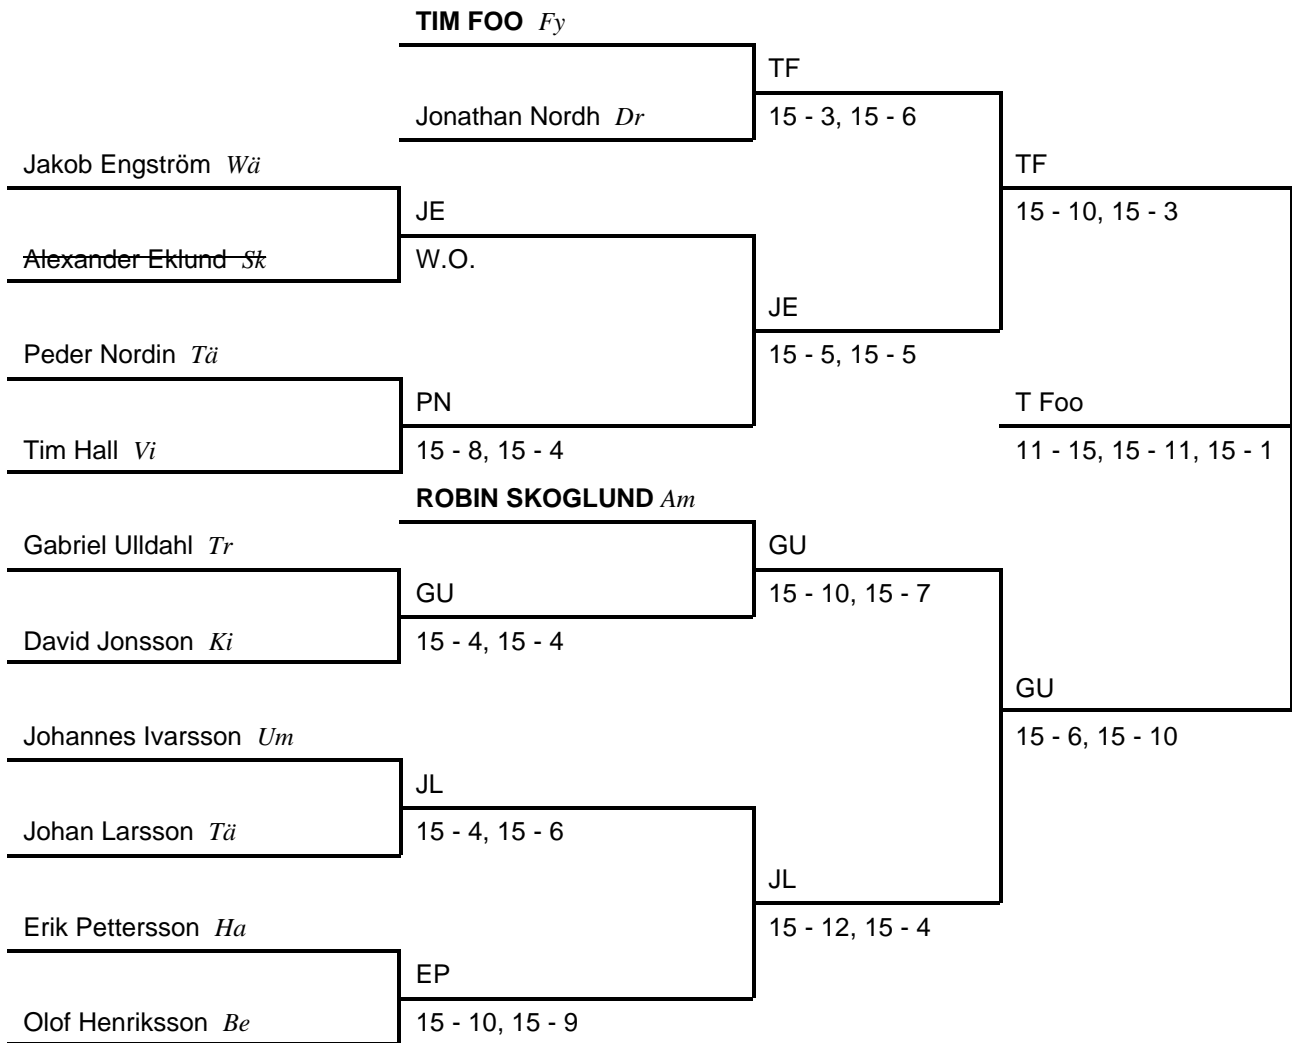 TIM FOO Fy
TF
Jonathan Nordh Dr
15 - 3, 15 - 6
Jakob Engström Wä
TF
JE
15 - 10, 15 - 3
Alexander Eklund Sk
W.O.
JE
Peder Nordin Tä
15 - 5, 15 - 5
PN
T Foo
Tim Hall Vi
15 - 8, 15 - 4
11 - 15, 15 - 11, 15 - 1
ROBIN SKOGLUND Am
Gabriel Ulldahl Tr
GU
GU
15 - 10, 15 - 7
David Jonsson Ki
15 - 4, 15 - 4
GU
Johannes Ivarsson Um
15 - 6, 15 - 10
JL
Johan Larsson Tä
15 - 4, 15 - 6
JL
Erik Pettersson Ha
15 - 12, 15 - 4
EP
Olof Henriksson Be
15 - 10, 15 - 9